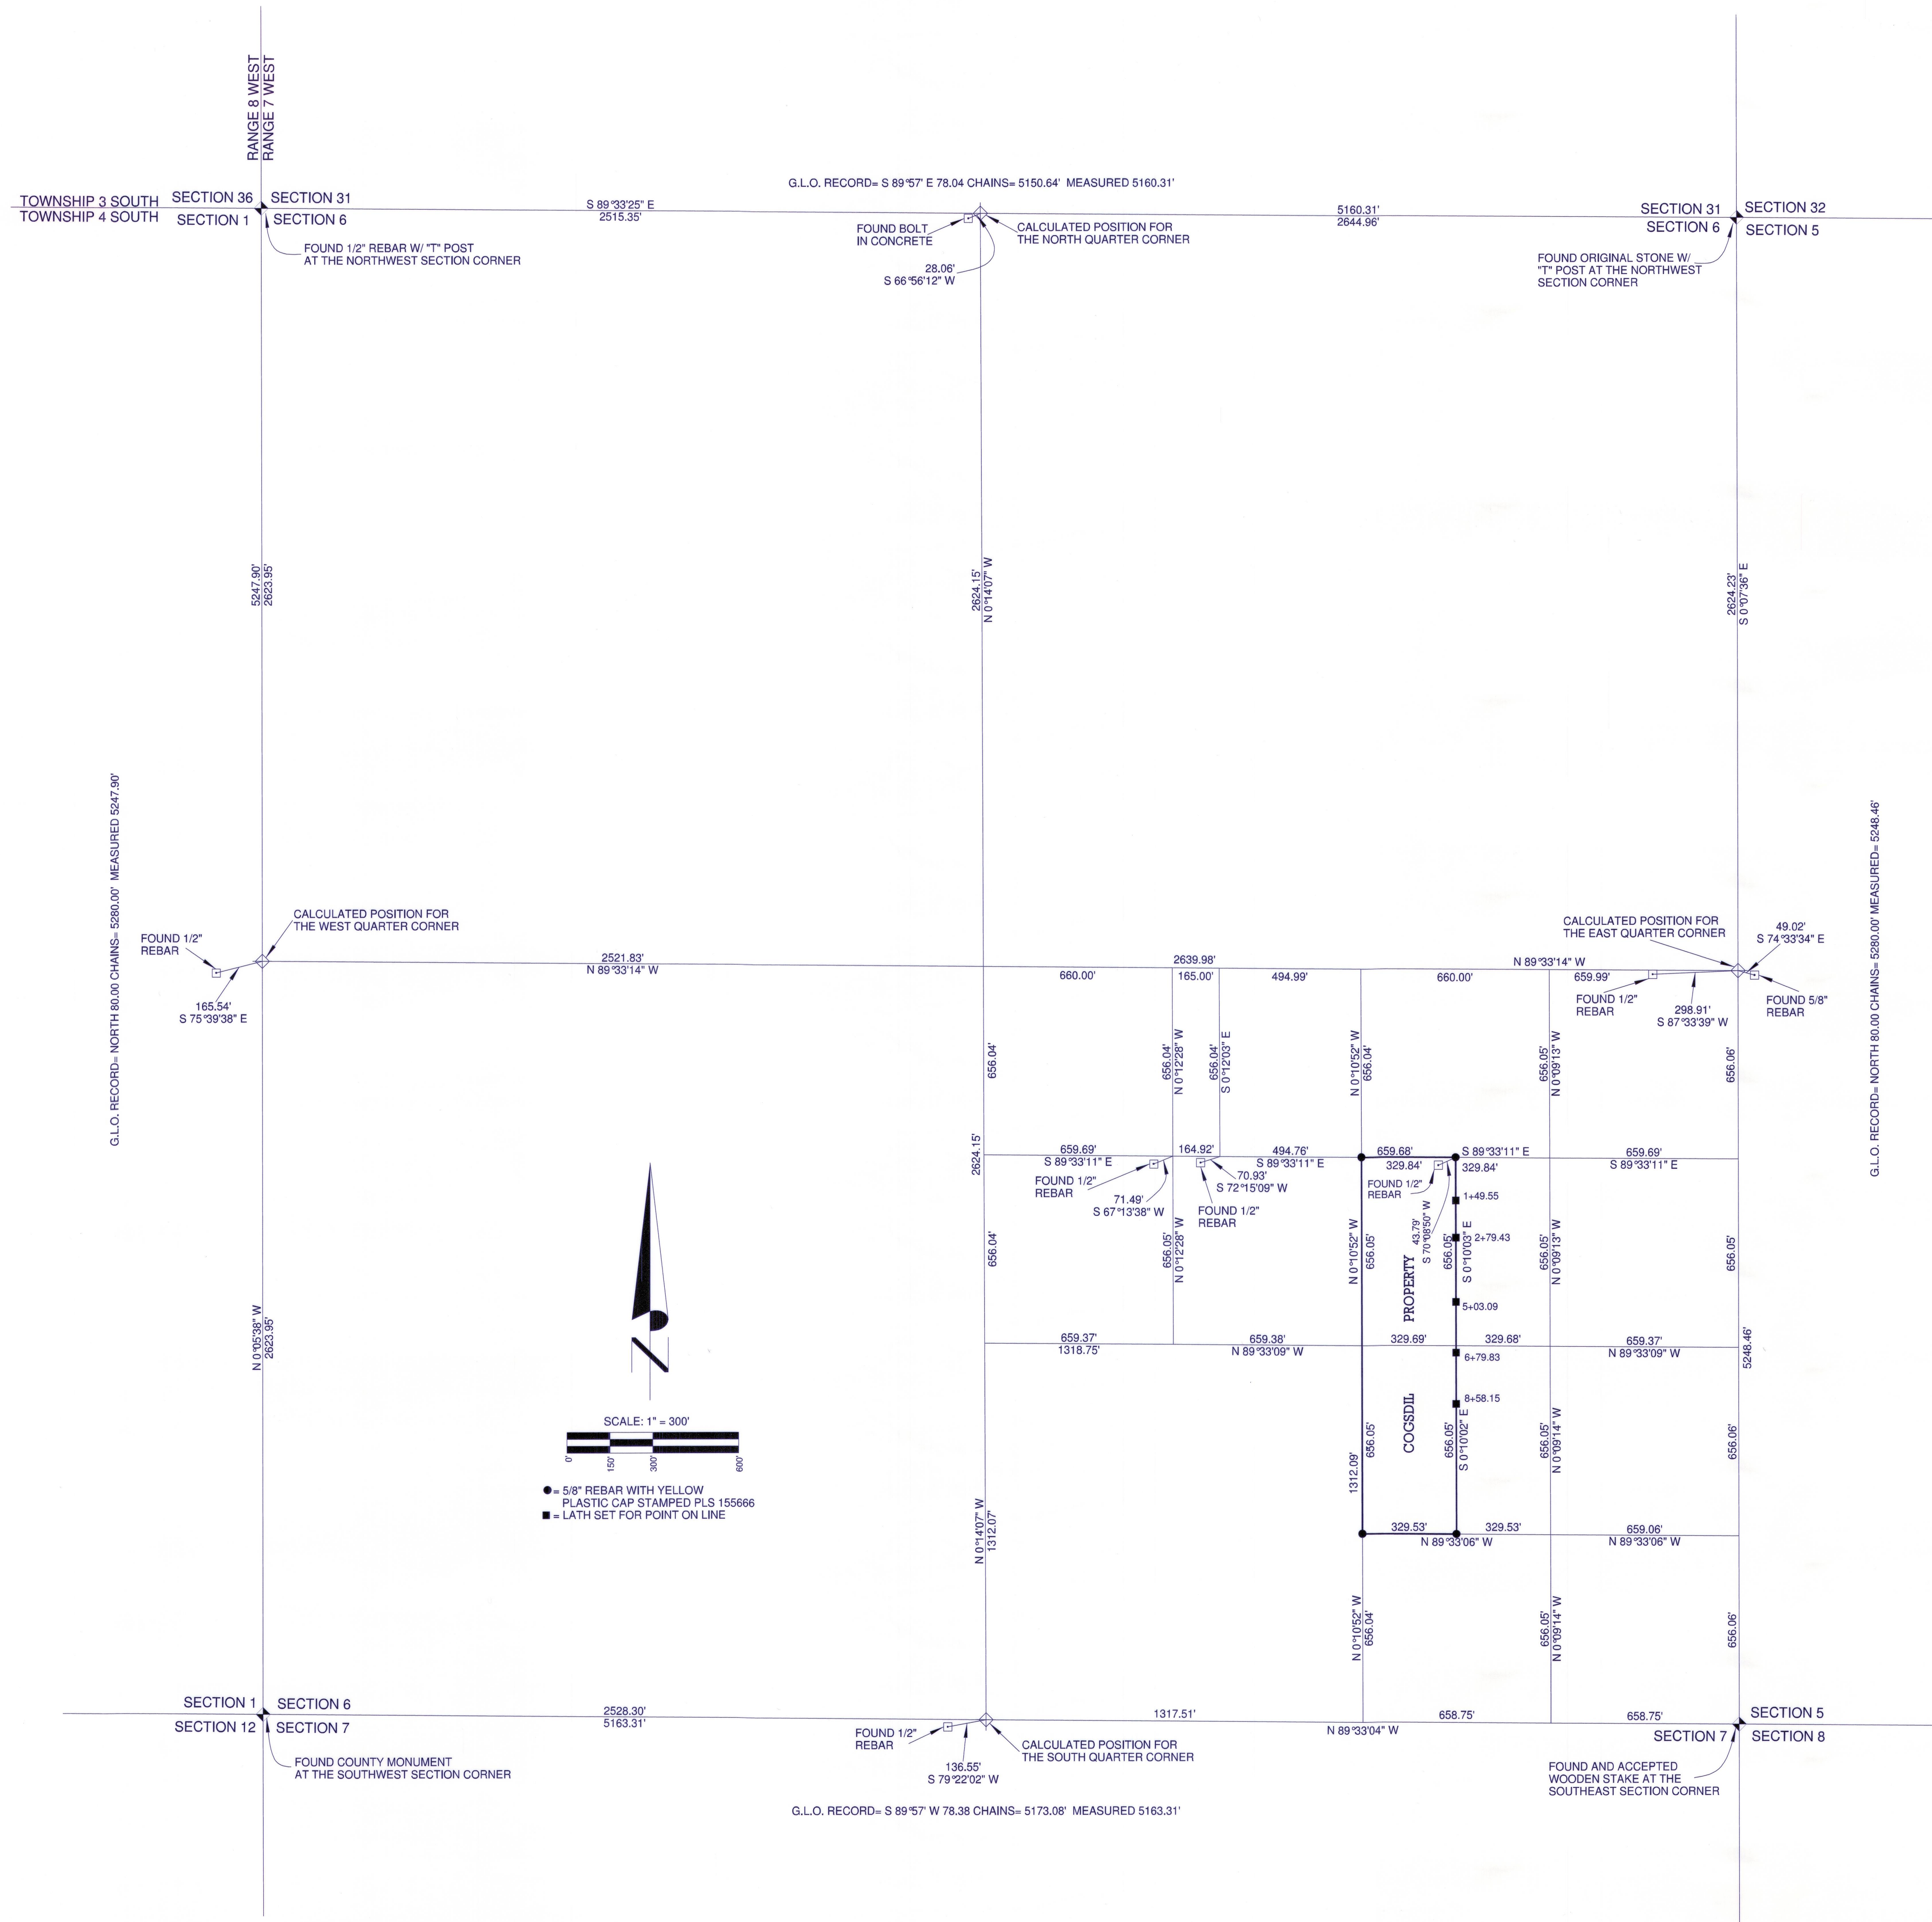 RANGE 8 WEST
RANGE 7 WEST
G.L.O. RECORD= S 89°57' E 78.04 CHAINS= 5150.64' MEASURED 5160.31'
TOWNSHIP 3 SOUTH SECTION 36 SECTION 31
TOWNSHIP 4 SOUTH SECTION 1 SECTION 6
S 89°33'25" E
2515.35'
5160.31'
2644.96'
SECTION 31 SECTION 32
SECTION 6 SECTION 5
FOUND 1/2" REBAR W/ "T" POST
AT THE NORTHWEST SECTION CORNER
FOUND BOLT
IN CONCRETE
CALCULATED POSITION FOR
THE NORTH QUARTER CORNER
28.06'
S 66°56'12" W
FOUND ORIGINAL STONE W/
"T" POST AT THE NORTHWEST
SECTION CORNER
5247.90'
2623.95'
2624.15'
N 0°14'07" W
2624.23'
S 0°07'36" E
G.L.O. RECORD= NORTH 80.00 CHAINS= 5280.00' MEASURED 5247.90'
G.L.O. RECORD= NORTH 80.00 CHAINS= 5280.00' MEASURED= 5248.46'
CALCULATED POSITION FOR
THE WEST QUARTER CORNER
FOUND 1/2"
REBAR
165.54'
S 75°39'38" E
2521.83'
N 89°33'14" W
2639.98'
N 89°33'14" W
660.00'
165.00'
494.99'
660.00'
659.99'
CALCULATED POSITION FOR
THE EAST QUARTER CORNER
49.02'
S 74°33'34" E
FOUND 1/2"
REBAR
298.91'
S 87°33'39" W
FOUND 5/8"
REBAR
656.04'
656.04'
N 0°12'28" W
656.04'
S 0°12'03" E
N 0°10'52" W
656.04'
656.05'
N 0°09'13" W
656.06'
2624.15'
659.69'
S 89°33'11" E
164.92'
494.76'
S 89°33'11" E
659.68'
329.84'
S 89°33'11" E
329.84'
659.69'
S 89°33'11" E
FOUND 1/2"
REBAR
71.49'
S 67°13'38" W
70.93'
S 72°15'09" W
FOUND 1/2"
REBAR
FOUND 1/2"
REBAR
43.79'
S 70°08'50" W
1+49.55
2+79.43
5+03.09
6+79.83
8+58.15
656.04'
656.05'
N 0°12'28" W
N 0°10'52" W
656.05'
PROPERTY
656.05'
S 0°10'03" E
656.05'
N 0°09'13" W
656.05'
659.37'
1318.75'
659.38'
N 89°33'09" W
329.69'
329.68'
659.37'
N 89°33'09" W
5248.46'
N 0°05'38" W
2623.95'
N
SCALE: 1" = 300'
0'
150'
300'
600'
= 5/8" REBAR WITH YELLOW
PLASTIC CAP STAMPED PLS 155666
= LATH SET FOR POINT ON LINE
N 0°14'07" W
1312.07'
1312.09'
656.05'
COGSDIL
656.05'
S 0°10'02" E
656.05'
N 0°09'14" W
656.06'
329.53'
329.53'
N 89°33'06" W
659.06'
N 89°33'06" W
N 0°10'52" W
656.04'
656.05'
N 0°09'14" W
656.06'
SECTION 1 SECTION 6
SECTION 12 SECTION 7
2528.30'
5163.31'
1317.51'
N 89°33'04" W
658.75'
658.75'
SECTION 5
SECTION 7 SECTION 8
FOUND COUNTY MONUMENT
AT THE SOUTHWEST SECTION CORNER
FOUND 1/2"
REBAR
136.55'
S 79°22'02" W
CALCULATED POSITION FOR
THE SOUTH QUARTER CORNER
FOUND AND ACCEPTED
WOODEN STAKE AT THE
SOUTHEAST SECTION CORNER
G.L.O. RECORD= S 89°57' W 78.38 CHAINS= 5173.08' MEASURED 5163.31'